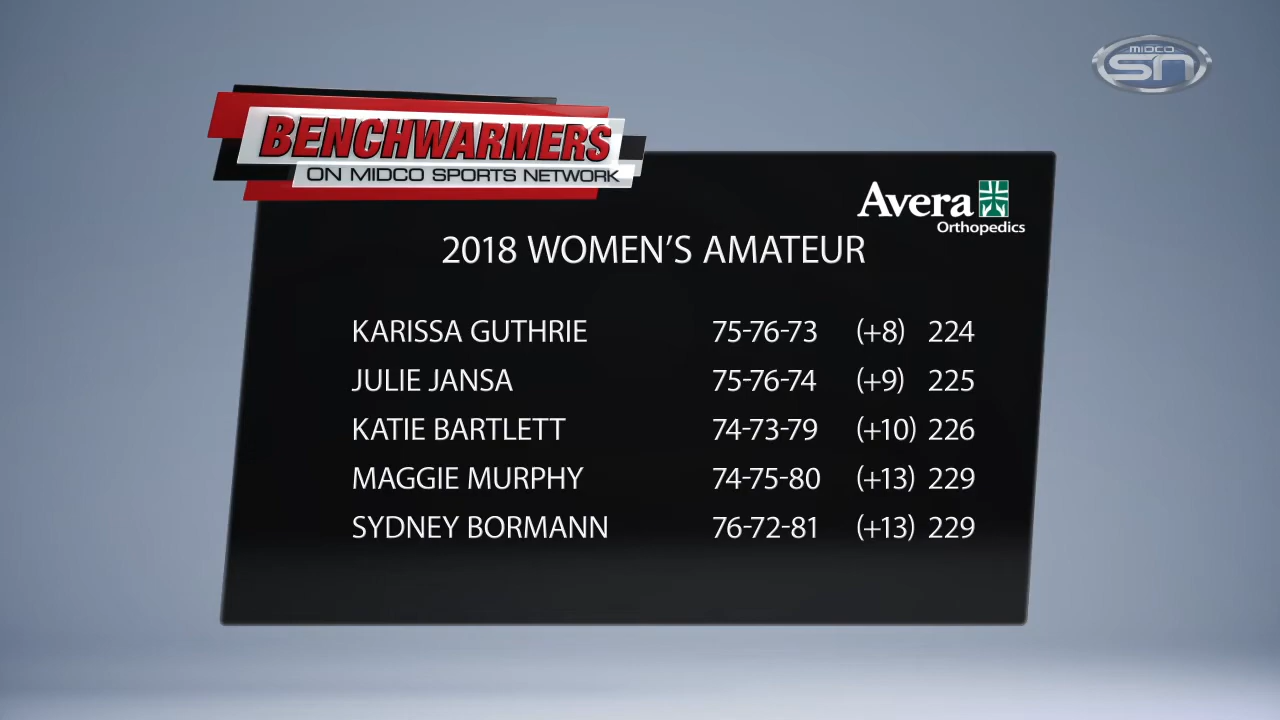 MIDCO
SN
BENCHWARMERS
ON MIDCO SPORTS NETWORK
Avera
Orthopedics
2018 WOMEN'S AMATEUR
KARISSA GUTHRIE 75-76-73 (+8) 224
JULIE JANSA 75-76-74 (+9) 225
KATIE BARTLETT 74-73-79 (+10) 226
MAGGIE MURPHY 74-75-80 (+13) 229
SYDNEY BORMANN 76-72-81 (+13) 229